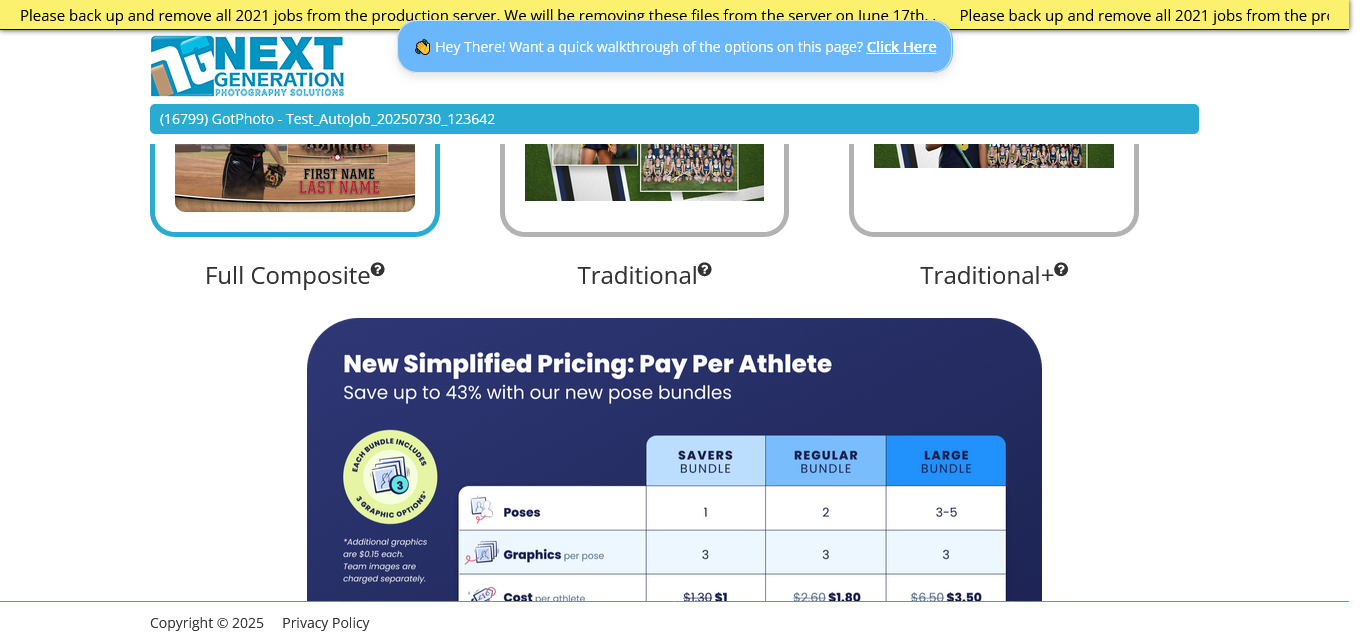 Please back up and remove all 2021 jobs from the production server. We will be removing these files from the server on June 17th. . Please back up and remove all 2021 jobs from the
👋 Hey There! Want a quick walkthrough of the options on this page? Click Here
NEXT
GENERATION
PHOTOGRAPHY SOLUTIONS
(16799) GotPhoto - Test_AutoJob_20250730_123642
FIRST NAME
LAST NAME
Full Composite
Traditional
Traditional+
New Simplified Pricing: Pay Per Athlete
Save up to 43% with our new pose bundles
EACH BUNDLE INCLUDES
3
3 GRAPHIC OPTIONS*
*Additional graphics
are $0.15 each.
Team images are
charged separately.
SAVERS BUNDLE REGULAR BUNDLE LARGE BUNDLE
Poses 1 2 3-5
Graphics per pose 3 3 3
Cost per athlete $1.30 $1 $2.60 $1.80 $6.50 $3.50
Copyright © 2025 Privacy Policy